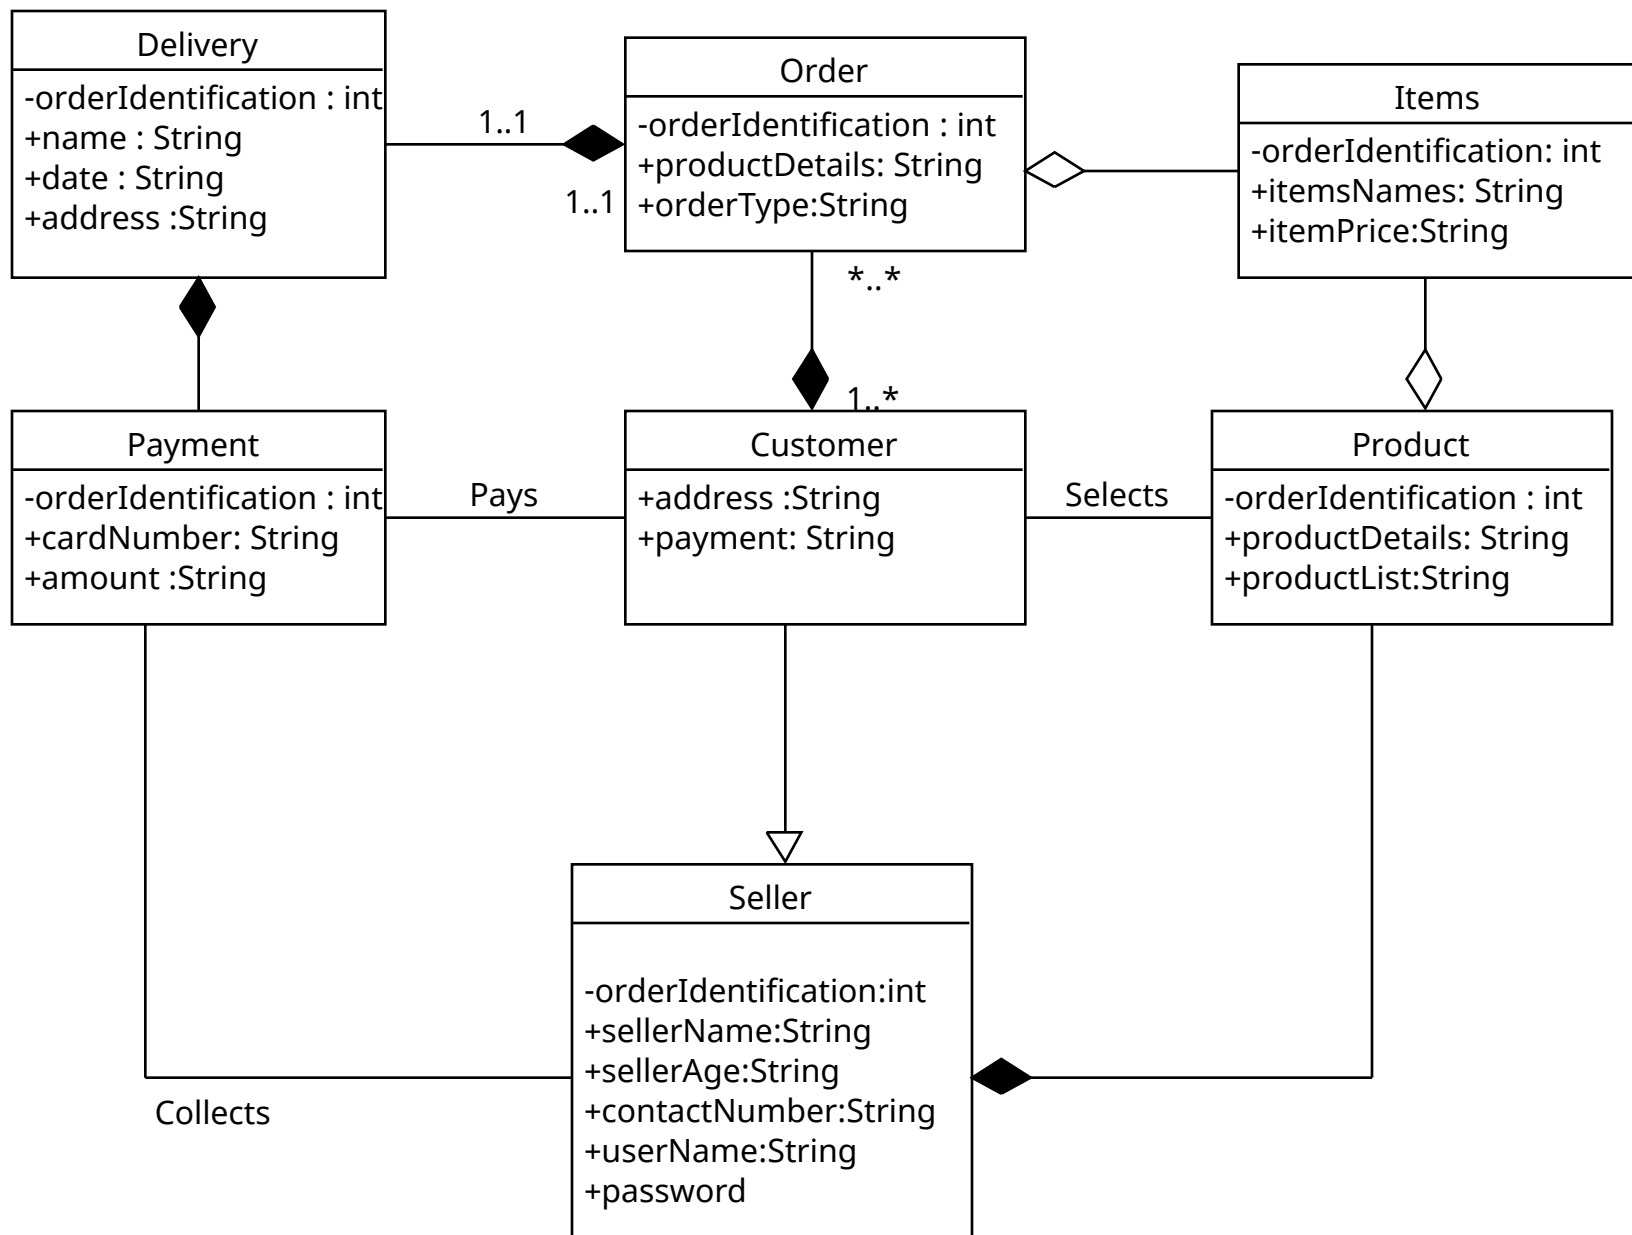 Delivery
-orderIdentification : int
+name : String
+date : String
+address :String
1..1
1..1
Order
-orderIdentification : int
+productDetails: String
+orderType:String
Items
-orderIdentification: int
+itemsNames: String
+itemPrice:String
*..*
1..*
Payment
-orderIdentification : int
+cardNumber: String
+amount :String
Pays
Customer
+address :String
+payment: String
Selects
Product
-orderIdentification : int
+productDetails: String
+productList:String
Seller
-orderIdentification:int
+sellerName:String
+sellerAge:String
+contactNumber:String
+userName:String
+password
Collects